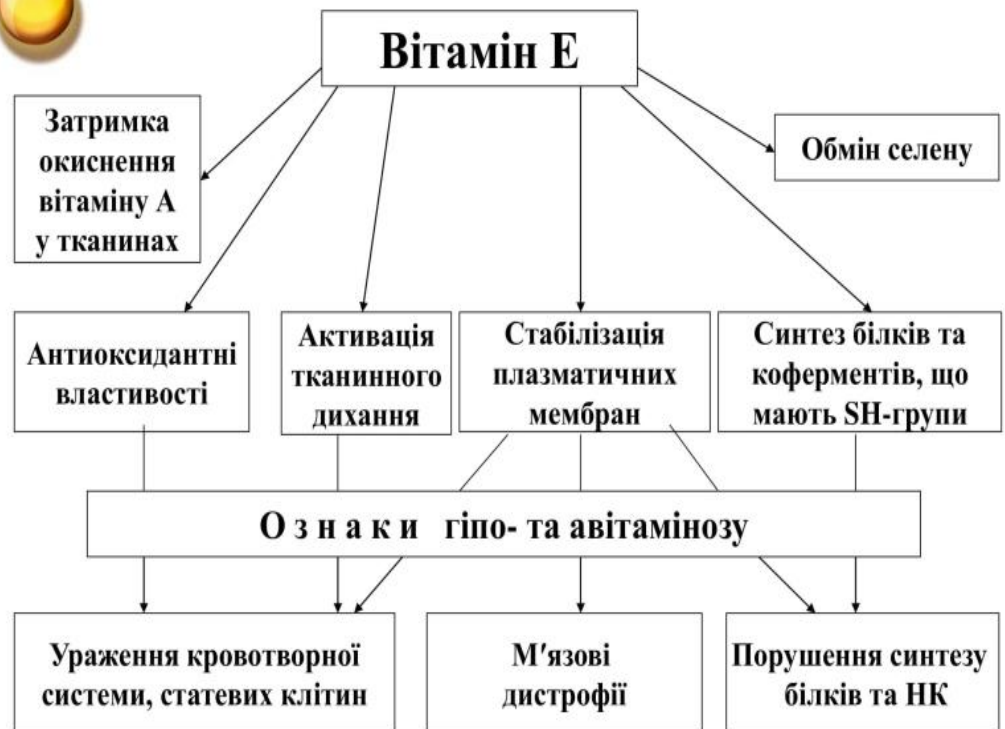 Вітамін Е
Затримка
окиснення
вітаміну А
у тканинах
Обмін селену
Антиоксидантні
властивості
Активація
тканинного
дихання
Стабілізація
плазматичних
мембран
Синтез білків та
коферментів, що
мають SH-групи
О з н а к и гіпо- та авітамінозу
Ураження кровотворної
системи, статевих клітин
М′язові
дистрофії
Порушення синтезу
білків та НК